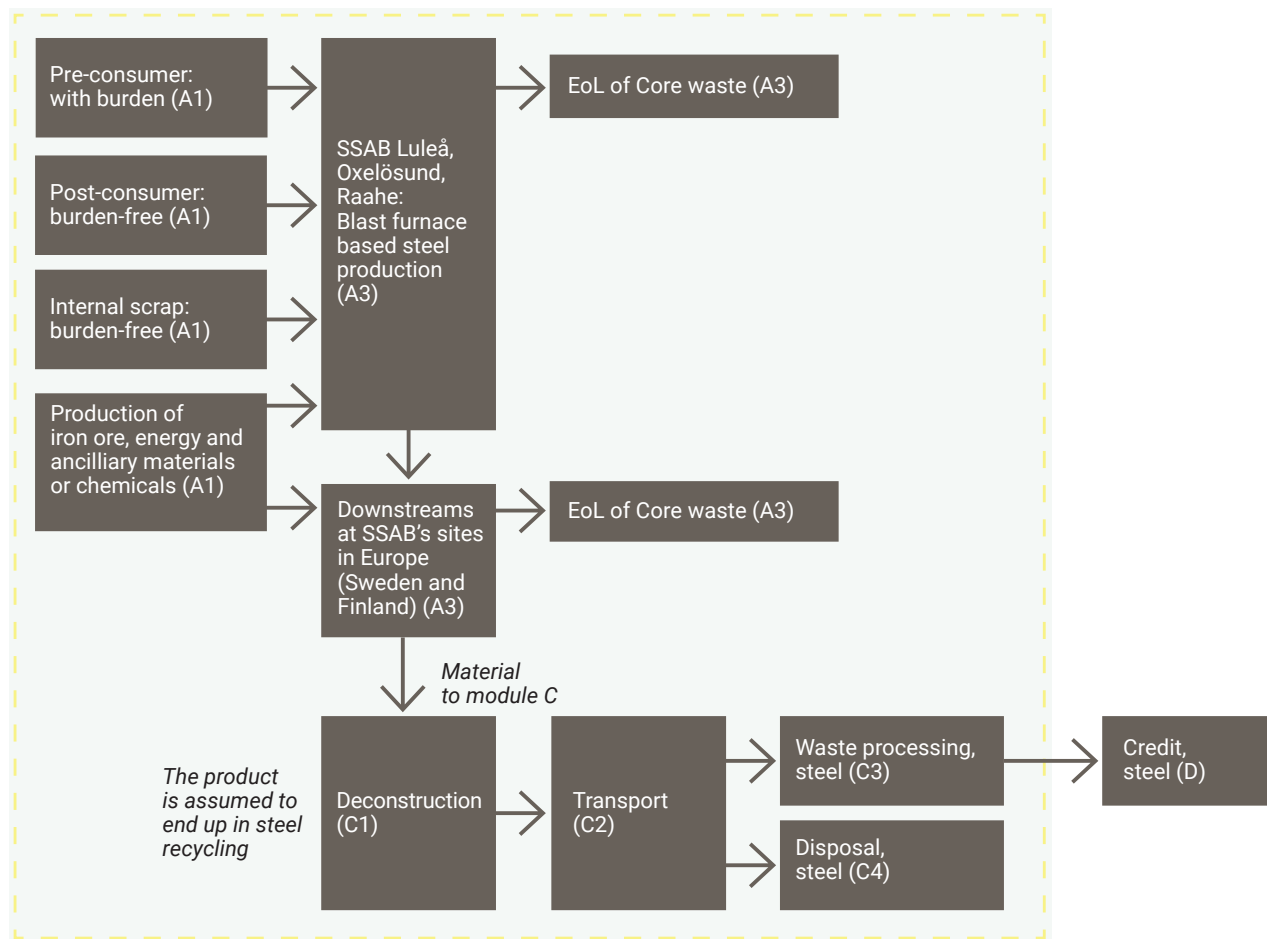 Pre-consumer:
with burden (A1)
Post-consumer:
burden-free (A1)
Internal scrap:
burden-free (A1)
Production of
iron ore, energy and
ancilliary materials
or chemicals (A1)
SSAB Luleå,
Oxelösund,
Raahe:
Blast furnace
based steel
production
(A3)
EoL of Core waste (A3)
Downstreams
at SSAB’s sites
in Europe
(Sweden and
Finland) (A3)
EoL of Core waste (A3)
Material
to module C
The product
is assumed to
end up in steel
recycling
Deconstruction
(C1)
Transport
(C2)
Waste processing,
steel (C3)
Disposal,
steel (C4)
Credit,
steel (D)